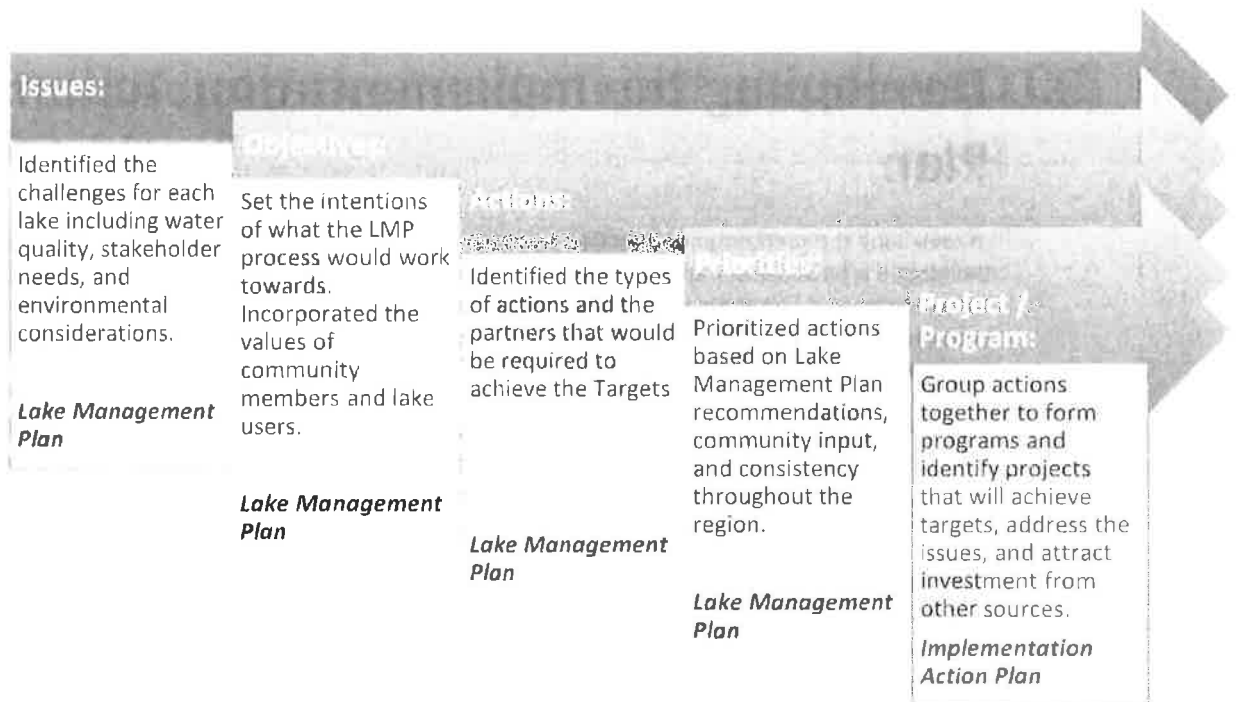 Issues:
Identified the
challenges for each
lake including water
quality, stakeholder
needs, and
environmental
considerations.
Lake Management
Plan
Objectives:
Set the intentions
of what the LMP
process would work
towards.
Incorporated the
values of
community
members and lake
users.
Lake Management
Plan
Actions:
Identified the types
of actions and the
partners that would
be required to
achieve the Targets
Lake Management
Plan
Prioritized actions
based on Lake
Management Plan
recommendations,
community input,
and consistency
throughout the
region.
Lake Management
Plan
Project /
Program:
Group actions
together to form
programs and
identify projects
that will achieve
targets, address the
issues, and attract
investment from
other sources.
Implementation
Action Plan